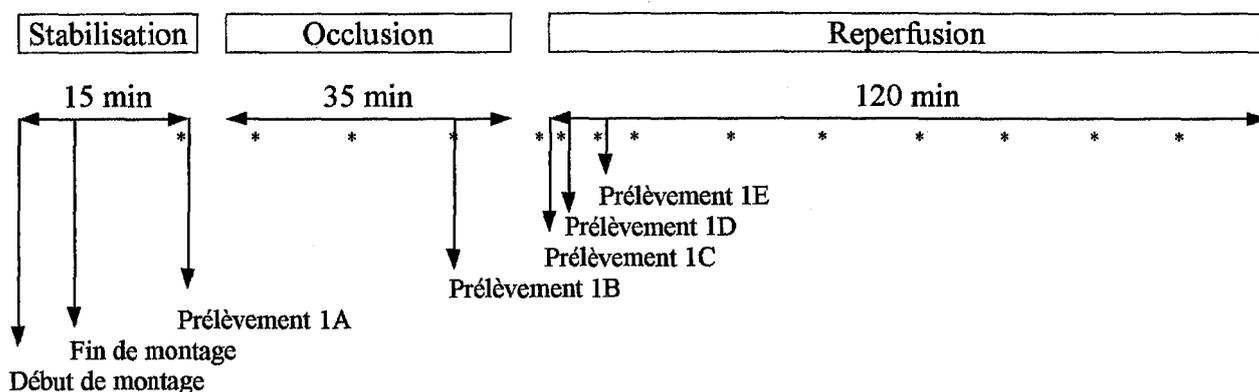 Stabilisation Occlusion Reperfusion
15 min 35 min 120 min
* * * * * * * * * * * * * *
Prélèvement 1E
Prélèvement 1D
Prélèvement 1C
Prélèvement 1B
Prélèvement 1A
Fin de montage
Début de montage